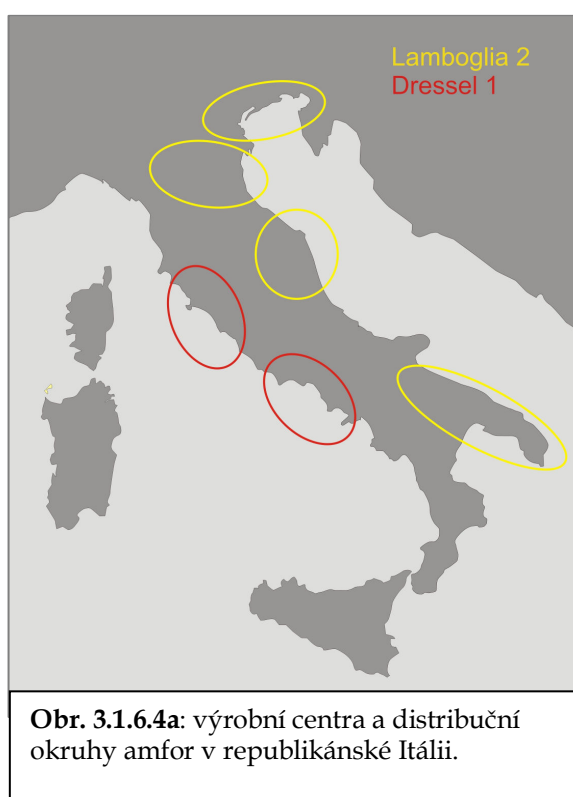 Lamboglia 2
Dressel 1
Obr. 3.1.6.4a: výrobní centra a distribuční
okruhy amfor v republikánské Itálii.